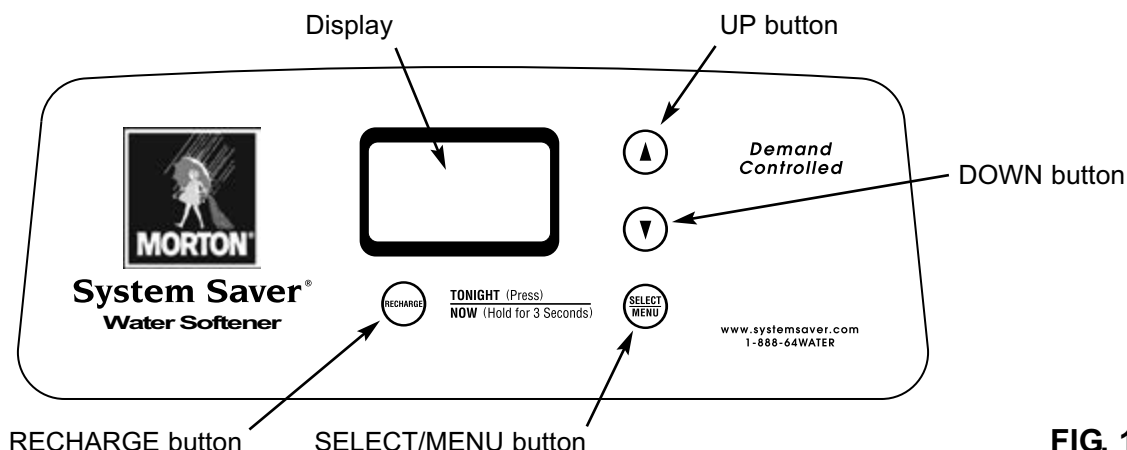 Display
UP button
MORTON®
System Saver®
Water Softener
Demand
Controlled
DOWN button
RECHARGE
TONIGHT (Press)
NOW (Hold for 3 Seconds)
SELECT
MENU
www.systemsaver.com
1-888-64WATER
RECHARGE button
SELECT/MENU button
FIG. 1